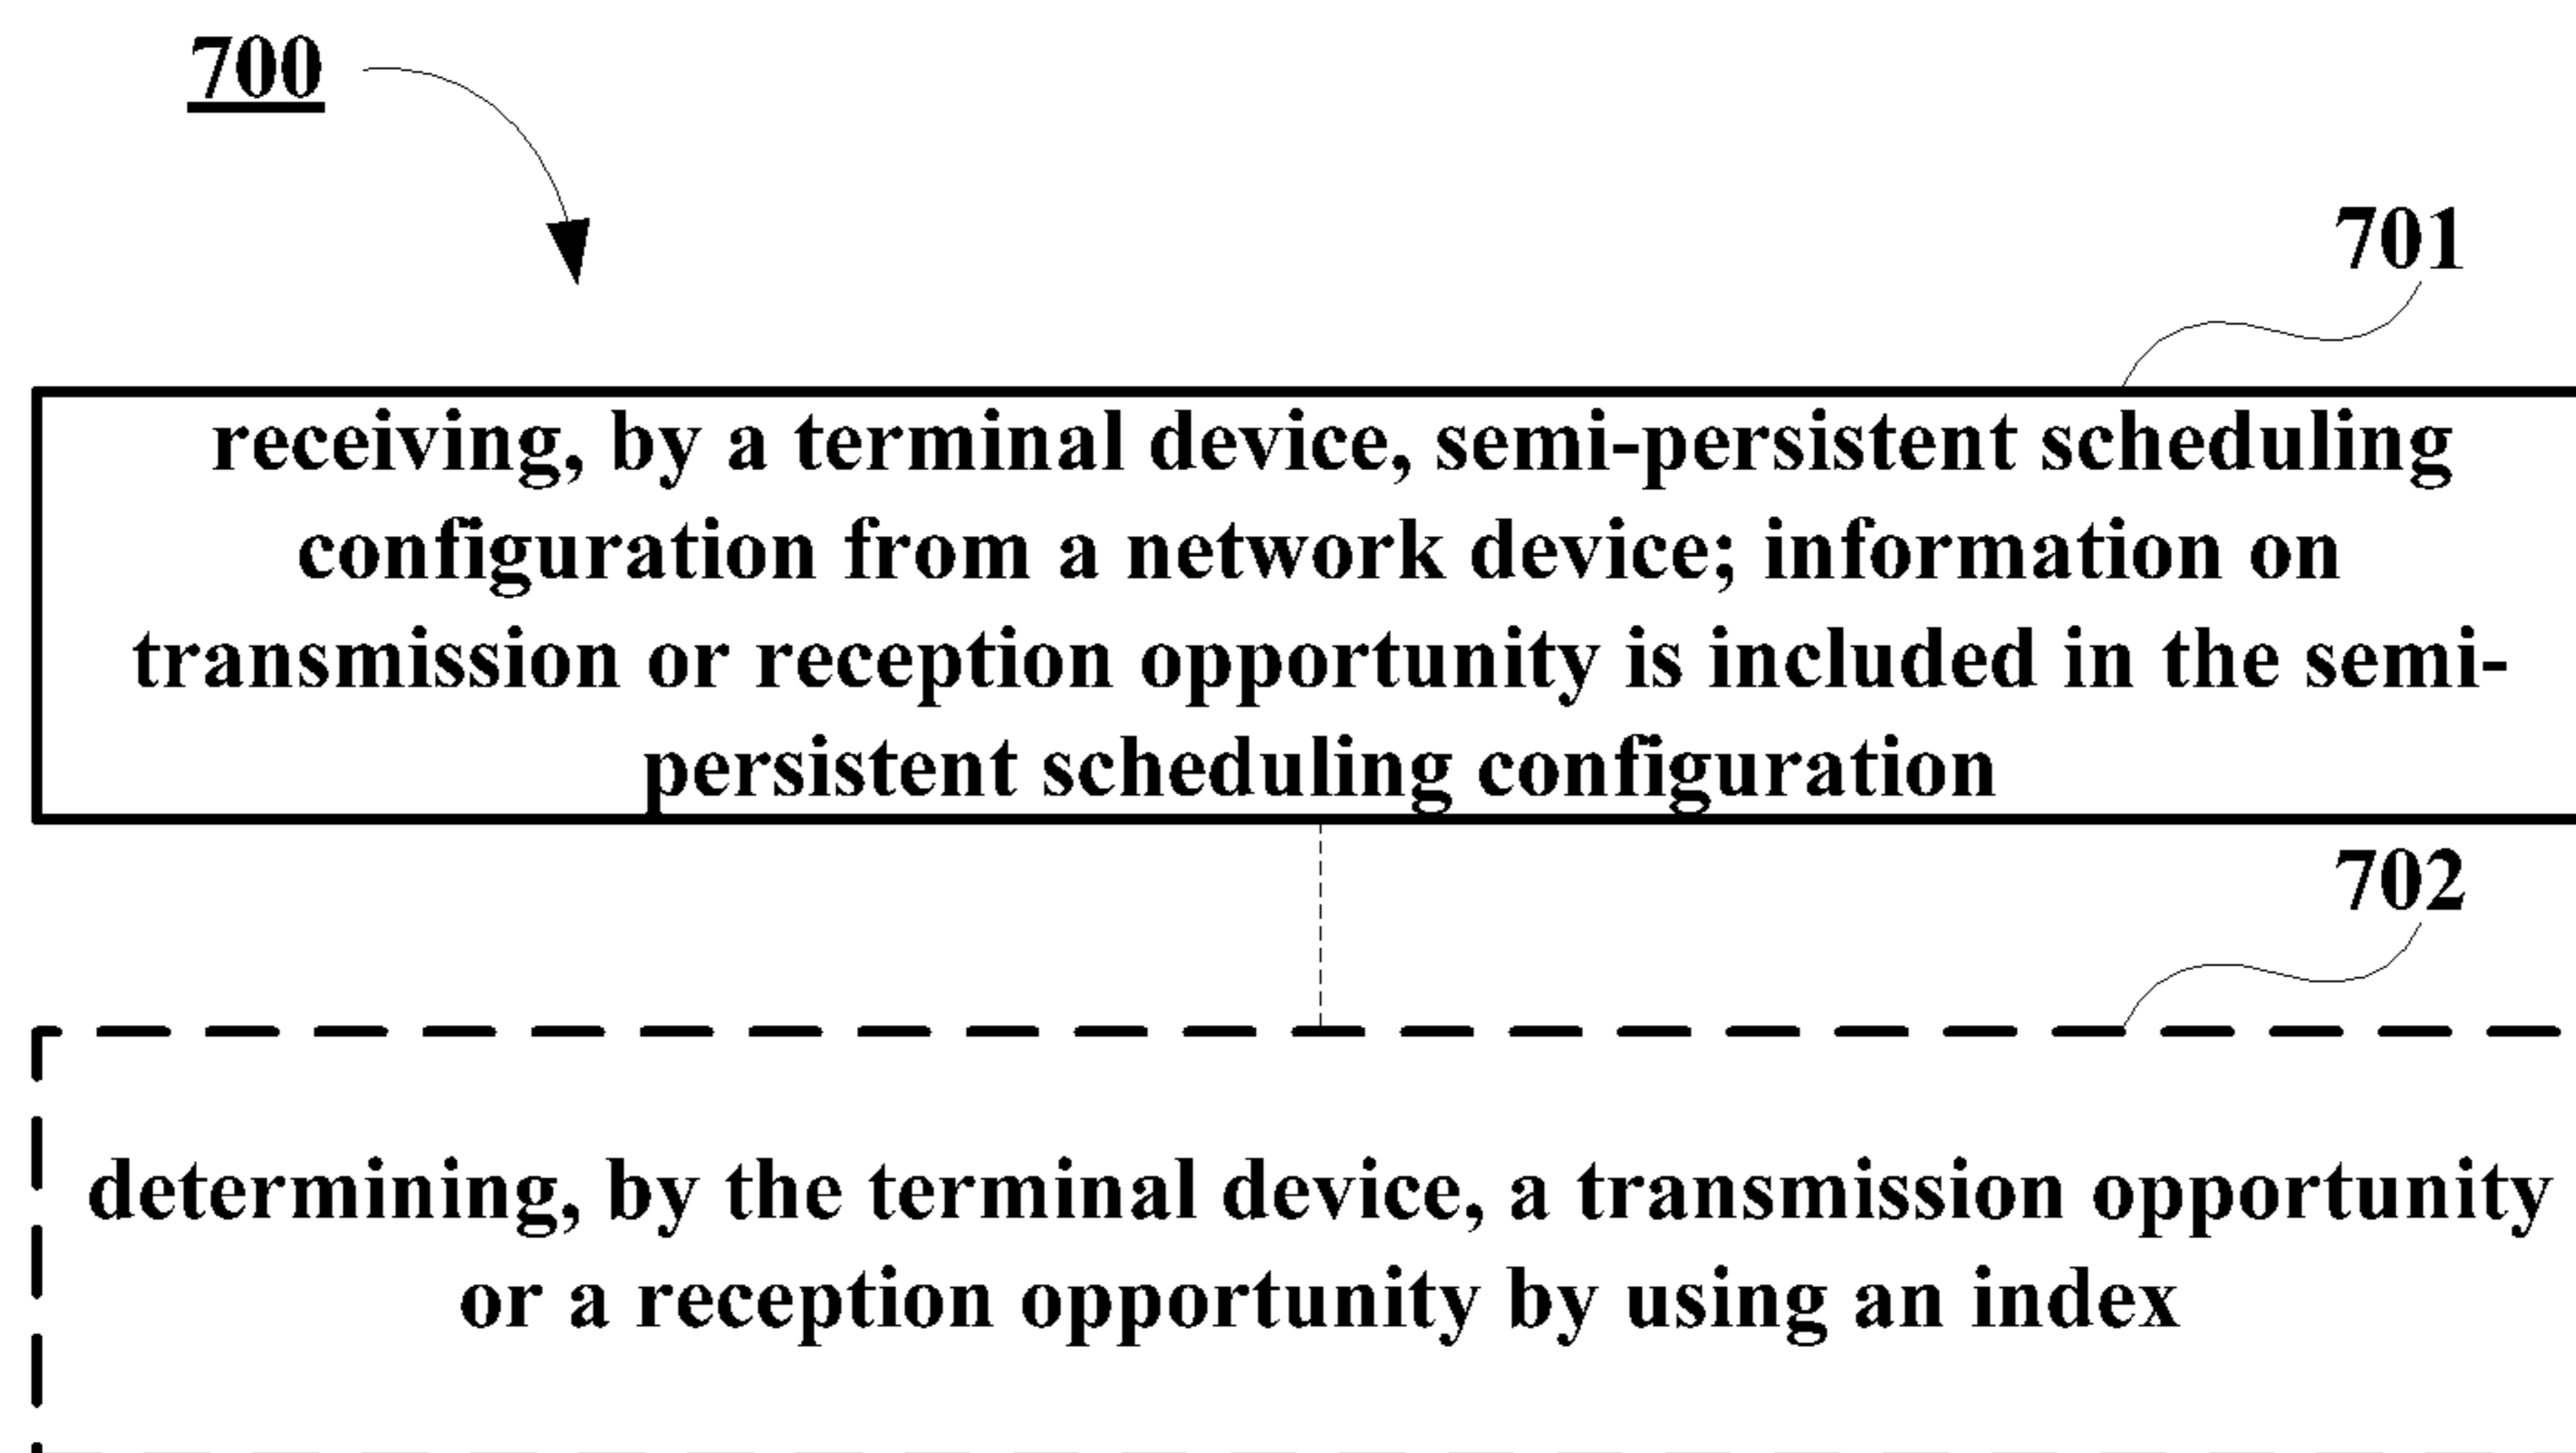 700
701
receiving, by a terminal device, semi-persistent scheduling
configuration from a network device; information on
transmission or reception opportunity is included in the semi-
persistent scheduling configuration
702
determining, by the terminal device, a transmission opportunity
or a reception opportunity by using an index